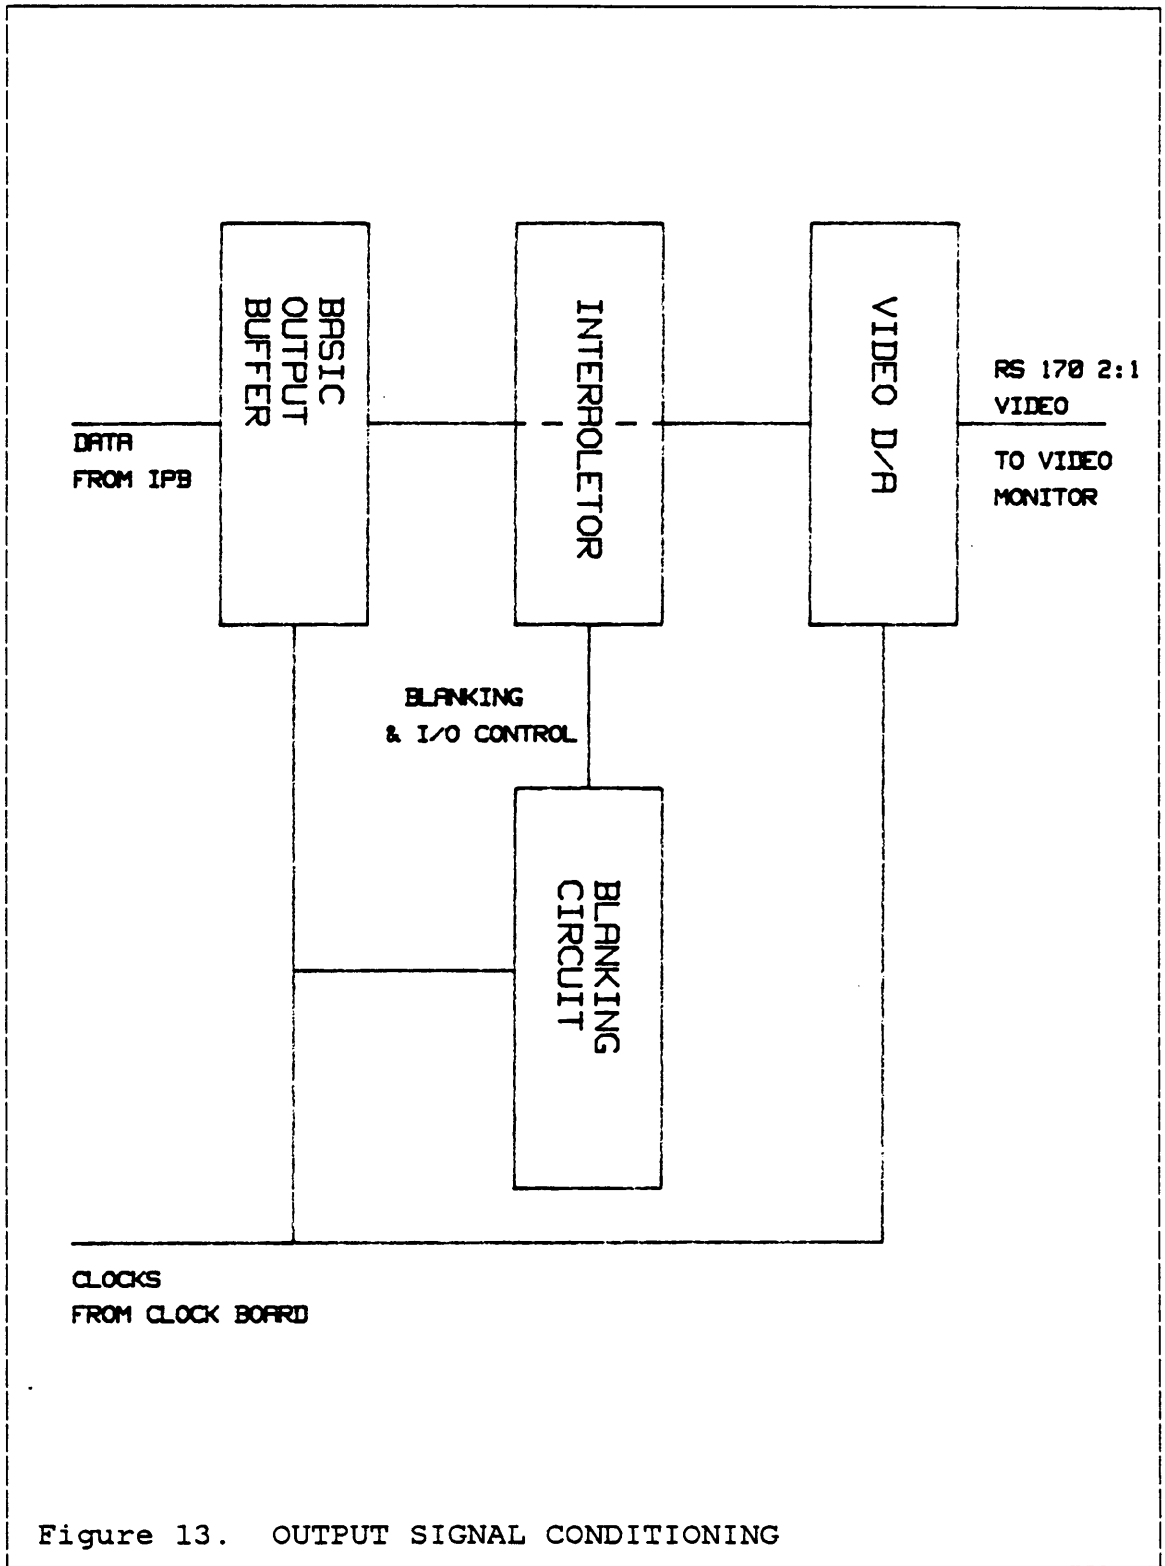 BASIC
OUTPUT
BUFFER
INTERPOLETOR
VIDEO D/A
RS 170 2:1
VIDEO
TO VIDEO
MONITOR
DATA
FROM IPB
BLANKING
& I/O CONTROL
BLANKING
CIRCUIT
CLOCKS
FROM CLOCK BOARD
Figure 13. OUTPUT SIGNAL CONDITIONING